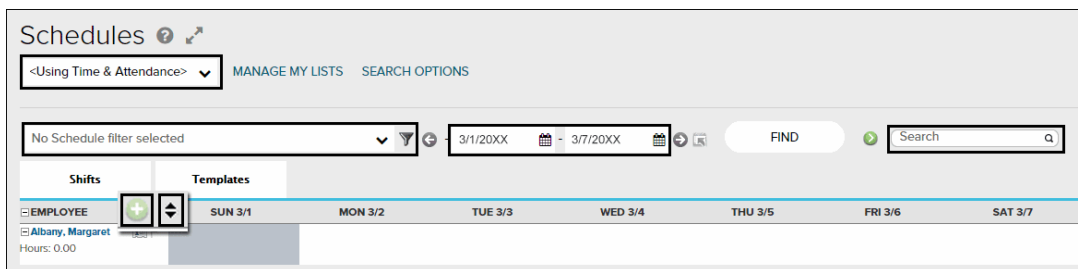 Schedules
<Using Time & Attendance> MANAGE MY LISTS SEARCH OPTIONS
No Schedule filter selected - 3/1/20XX - 3/7/20XX FIND Search
Shifts Templates
EMPLOYEE SUN 3/1 MON 3/2 TUE 3/3 WED 3/4 THU 3/5 FRI 3/6 SAT 3/7
Albany, Margaret
Hours: 0.00